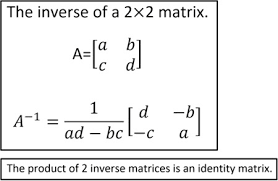 The inverse of a 2×2 matrix.
A=[a b
c d]
A⁻¹ = 1/(ad − bc) [d −b
−c a]
The product of 2 inverse matrices is an identity matrix.